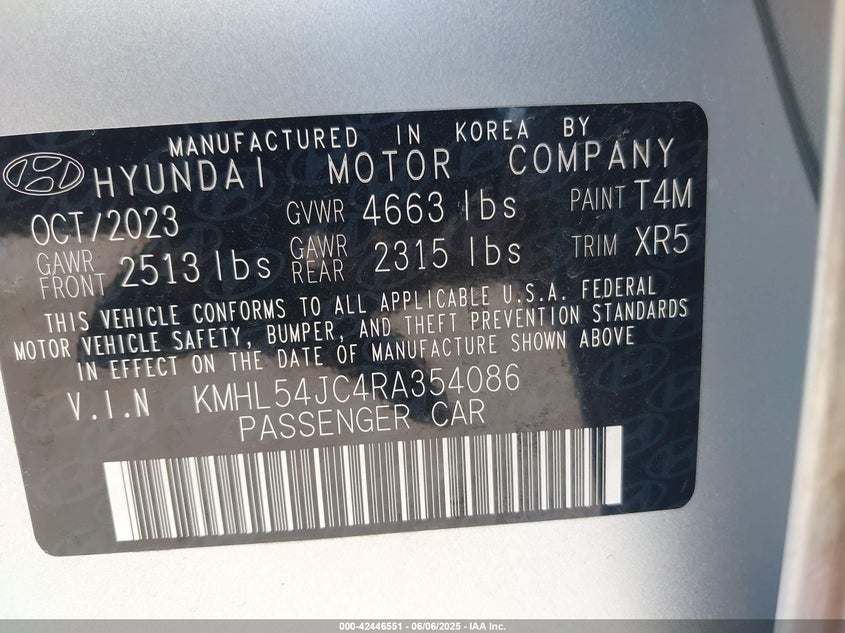 MANUFACTURED IN KOREA BY
HYUNDAI MOTOR COMPANY
OCT/2023 GVWR 4663 lbs PAINT T4M
GAWR FRONT 2513 lbs GAWR REAR 2315 lbs TRIM XR5
THIS VEHICLE CONFORMS TO ALL APPLICABLE U.S.A. FEDERAL
MOTOR VEHICLE SAFETY, BUMPER, AND THEFT PREVENTION STANDARDS
IN EFFECT ON THE DATE OF MANUFACTURE SHOWN ABOVE
V.I.N KMHL54JC4RA354086
PASSENGER CAR
000-42446551 - 06/06/2025 - IAA Inc.